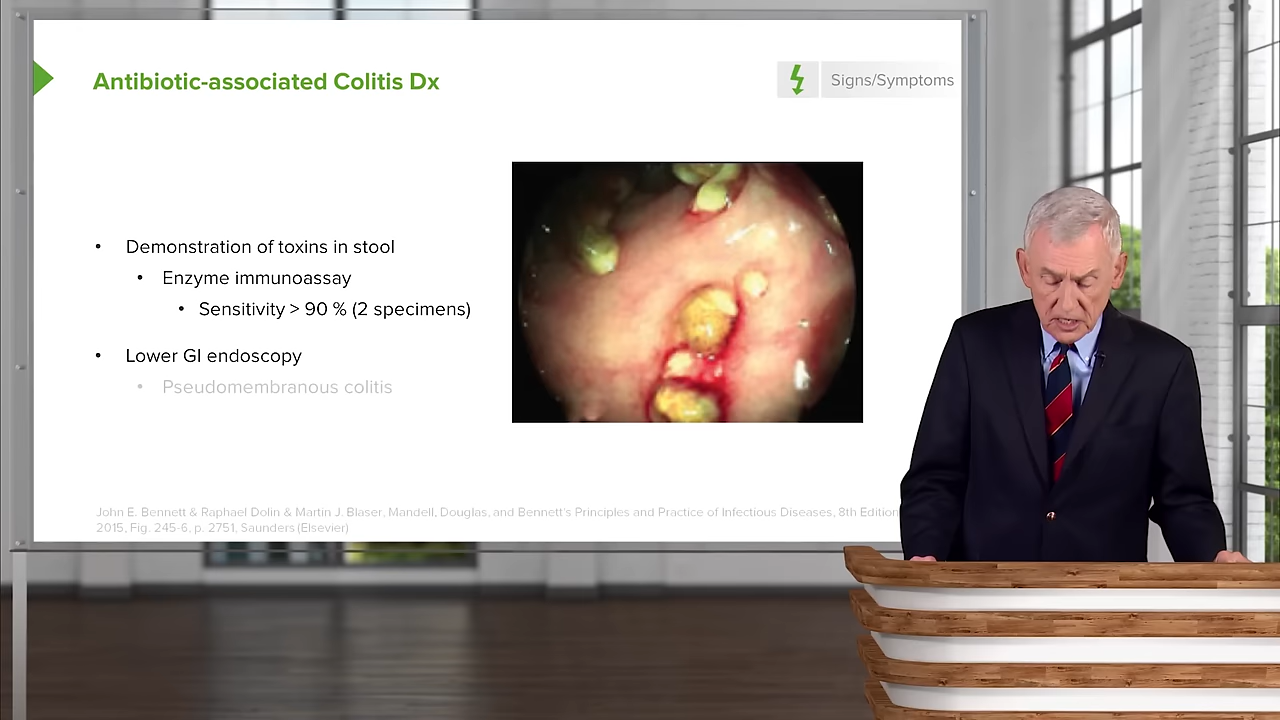 Antibiotic-associated Colitis Dx
Signs/Symptoms
• Demonstration of toxins in stool
• Enzyme immunoassay
• Sensitivity > 90 % (2 specimens)
• Lower GI endoscopy
• Pseudomembranous colitis
John E. Bennett & Raphael Dolin & Martin J. Blaser, Mandell, Douglas, and Bennett's Principles and Practice of Infectious Diseases, 8th Edition
2015, Fig. 245-6, p. 2751, Saunders (Elsevier)